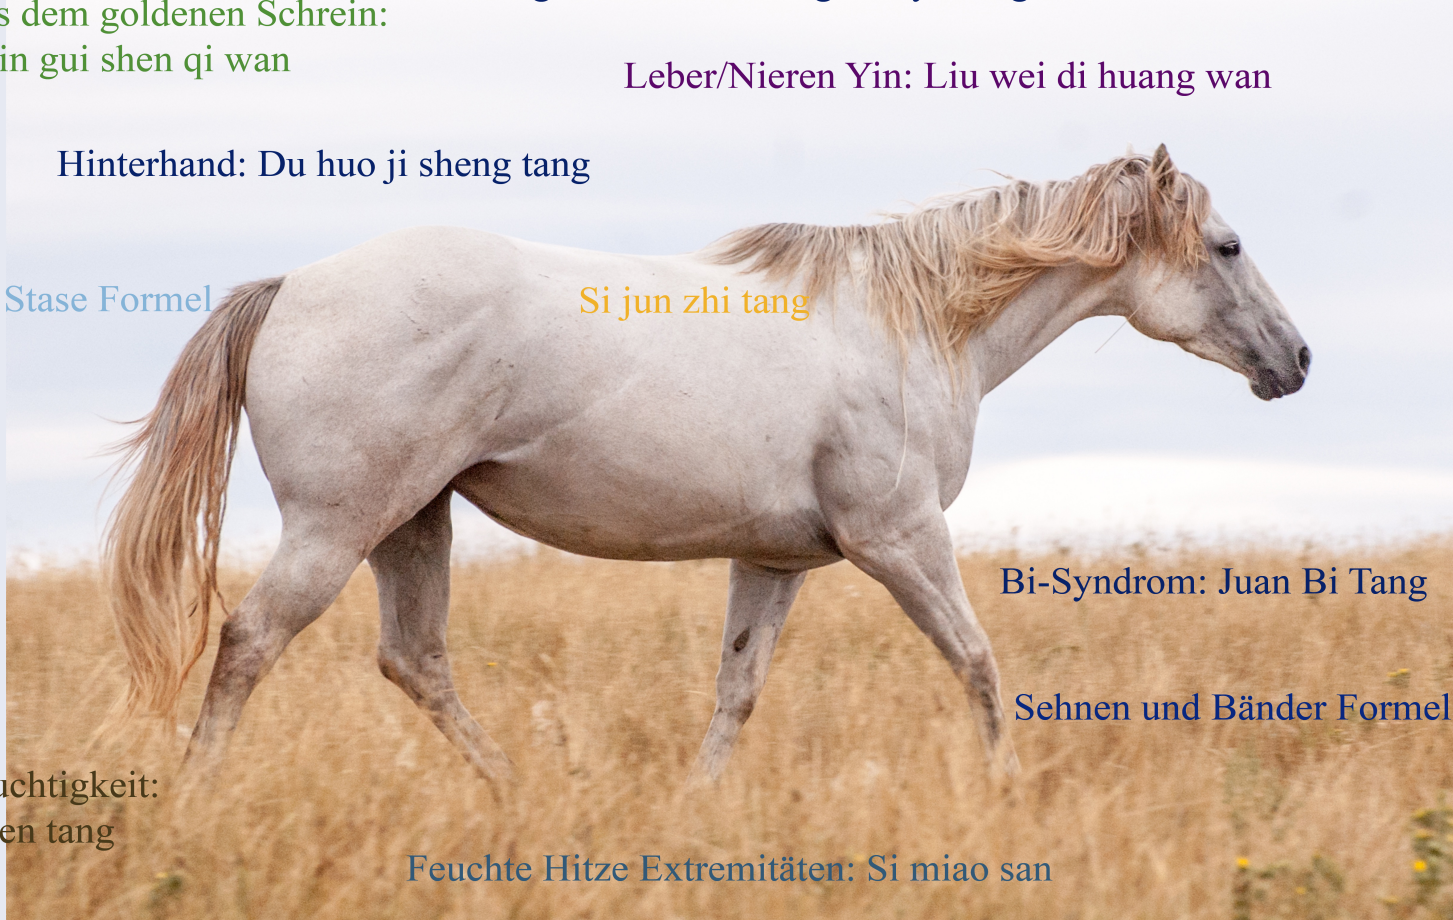 s dem goldenen Schrein:
in gui shen qi wan
Leber/Nieren Yin: Liu wei di huang wan
Hinterhand: Du huo ji sheng tang
Stase Formel
Si jun zhi tang
Bi-Syndrom: Juan Bi Tang
Sehnen und Bänder Formel
uchtigkeit:
en tang
Feuchte Hitze Extremitäten: Si miao san